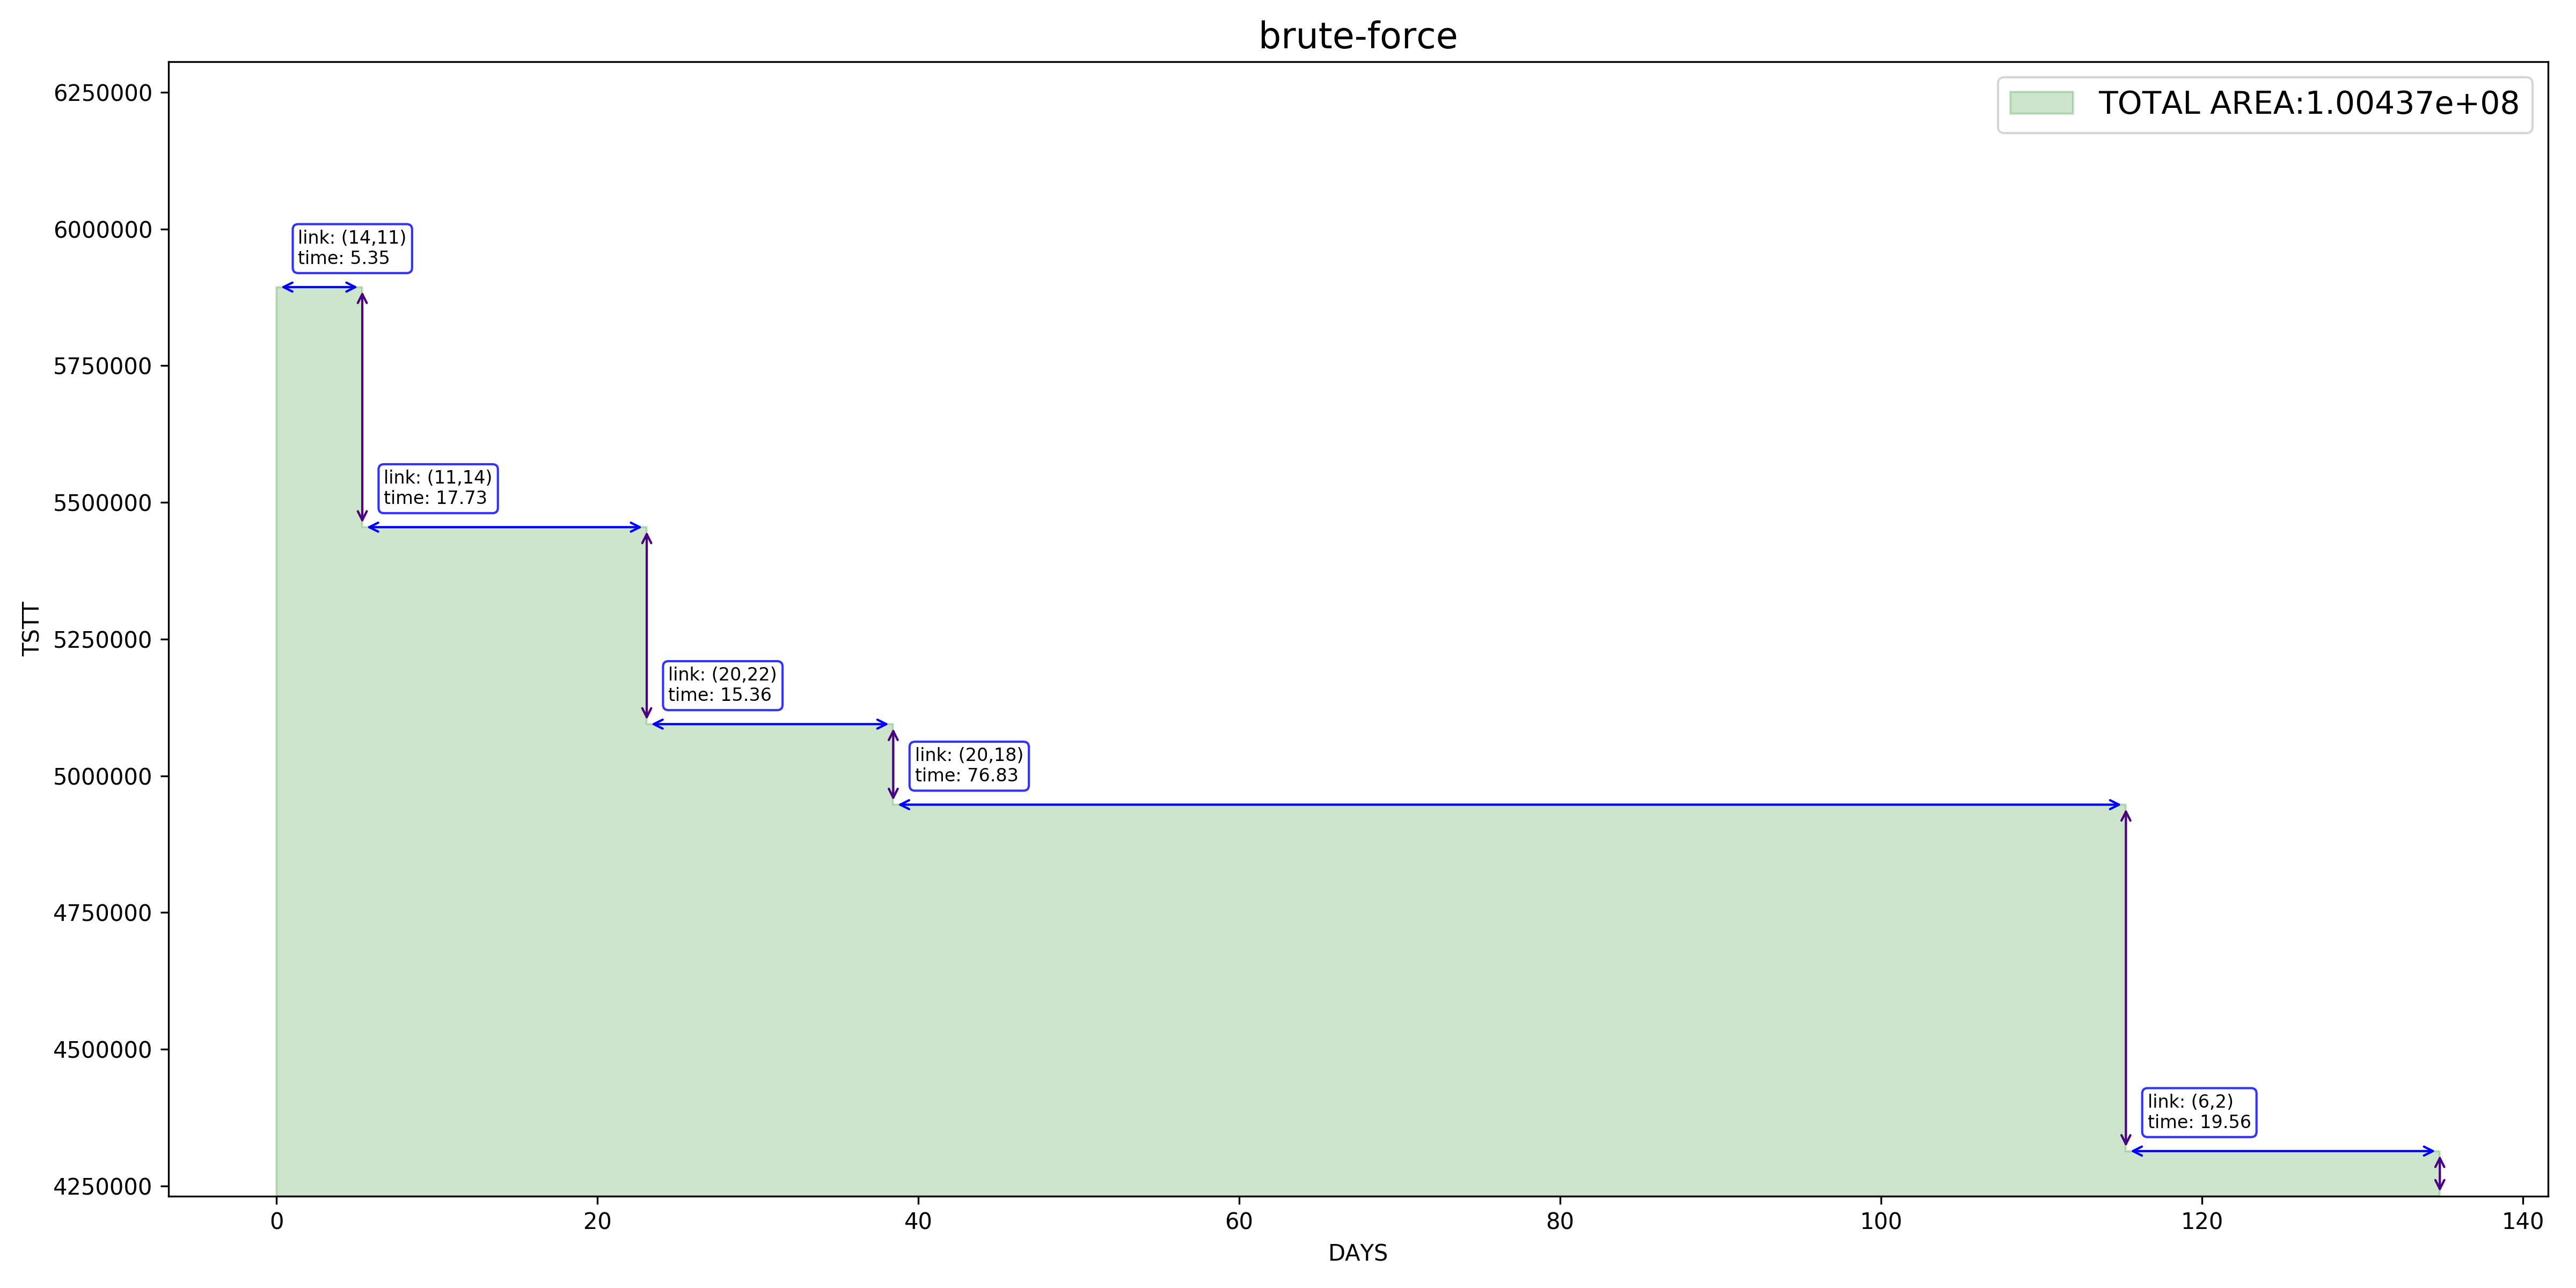 brute-force
TOTAL AREA:1.00437e+08
6250000
6000000
5750000
5500000
5250000
5000000
4750000
4500000
4250000
TSTT
link: (14,11)
time: 5.35
link: (11,14)
time: 17.73
link: (20,22)
time: 15.36
link: (20,18)
time: 76.83
link: (6,2)
time: 19.56
0 20 40 60 80 100 120 140
DAYS